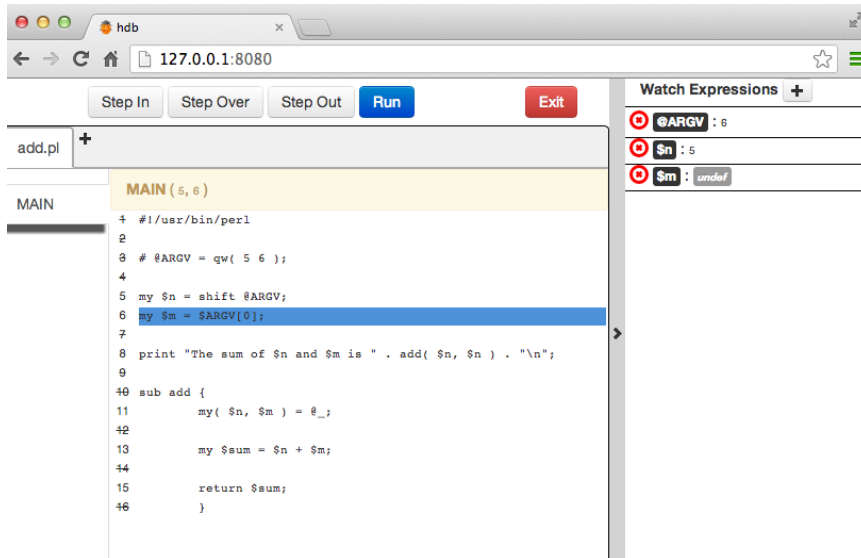 hdb
127.0.0.1:8080
Step In Step Over Step Out Run Exit
Watch Expressions +
@ARGV : 6
$n : 5
$m : undef
add.pl +
MAIN
MAIN ( 5, 6 )
1 #!/usr/bin/perl
2
3 # @ARGV = qw( 5 6 );
4
5 my $n = shift @ARGV;
6 my $m = $ARGV[0];
7
8 print "The sum of $n and $m is " . add( $n, $n ) . "\n";
9
10 sub add {
11 my( $n, $m ) = @_;
12
13 my $sum = $n + $m;
14
15 return $sum;
16 }